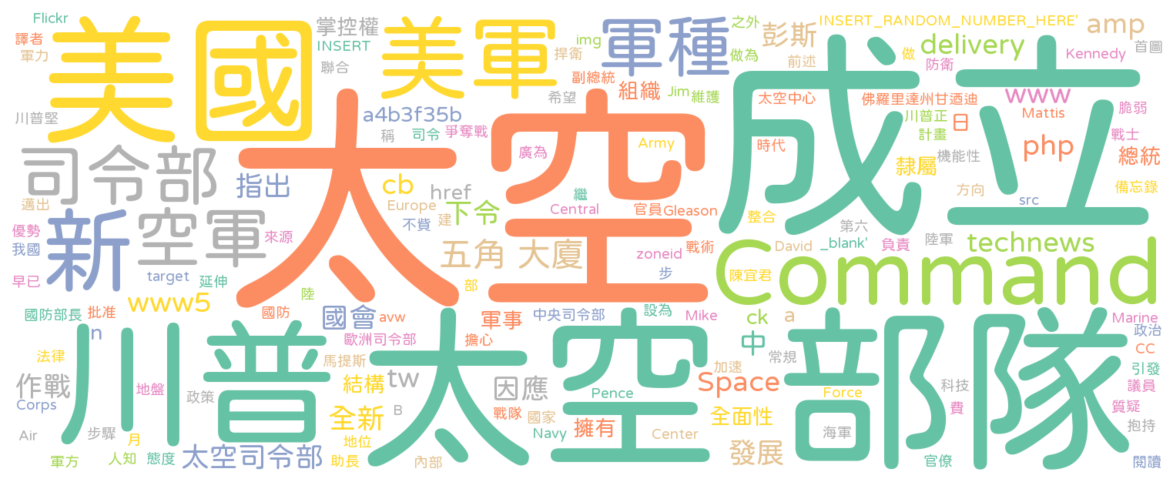 Flickr
譯者
軍力
美國
掌控權
INSERT
聯合
美軍
img
捍衛
軍種
之外
做為
彭斯
前述
INSERT_RANDOM_NUMBER_HERE'
做
delivery
防衛
amp
Kennedy
首圖
川普堅
希望
副總統
組織
Jim
維護
太空中心
www
佛羅里達州甘迺迪
脆弱
a4b3f35b
稱
司令
爭奪戰
太空
Army
成立
川普正
計畫
日
Mattis
戰士
php
總統
司令部
指出
廣為
時代
隸屬
機能性
備忘錄
邁出
cb
href
Europe
不費
建
繼
下令
Central
官員
Gleason
整合
方向
第六
src
優勢
我國
新
空軍
來源
五角
大廈
戰術
zoneid
步
David
_blank'
負責
陸軍
technews
早已
target
延伸
部
陳宜君
Command
www5
陸
國防部長
批准
n
國防
avw
國會
軍事
中央司令部
設為
Mike
ck
a
Marine
政治
法律
川普
歐洲司令部
擔心
太空
中
常規
部隊
CC
引發
作戰
地盤
政策
馬提斯
結構
tw
因應
Pence
Space
加速
Force
科技
議員
費
質疑
Corps
全新
B
戰隊
國家
擁有
全面性
抱持
Air
步驟
月
地位
Navy
Center
海軍
軍方
人知
態度
太空司令部
助長
內部
發展
官僚
閱讀